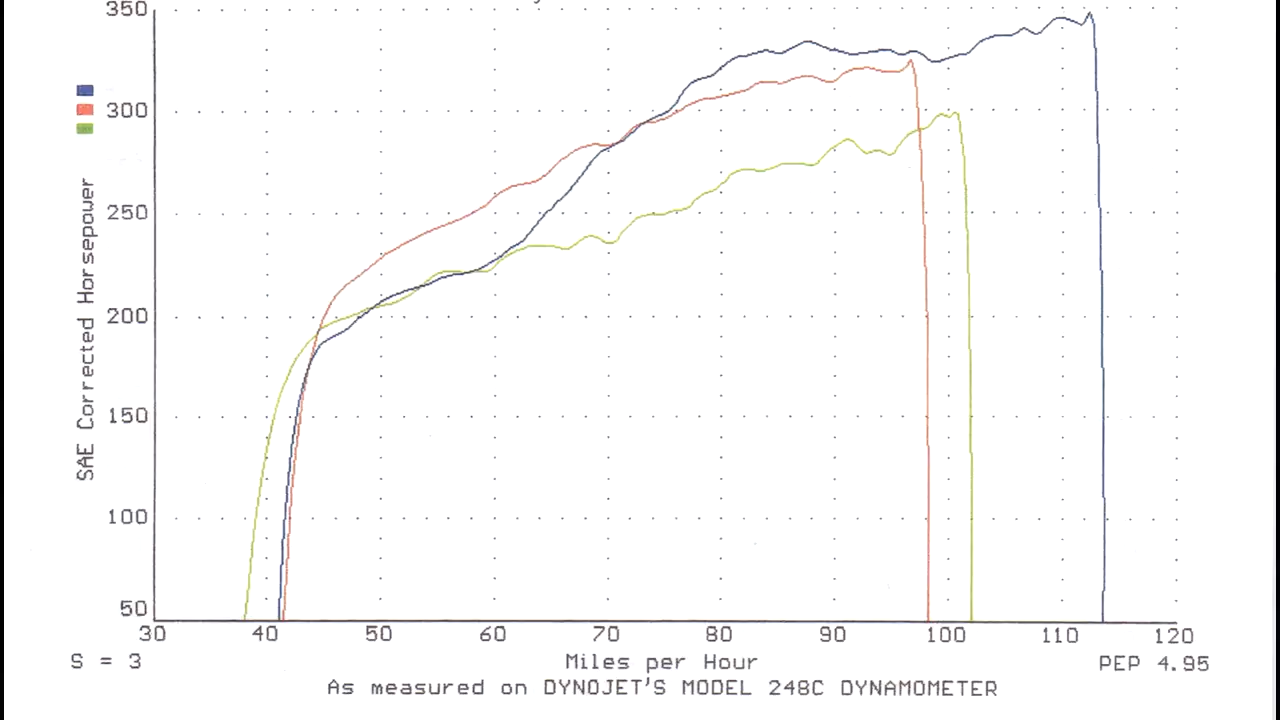 350
300
250
200
150
100
50
SAE Corrected Horsepower
30 40 50 60 70 80 90 100 110 120
S = 3 Miles per Hour PEP 4.95
As measured on DYNOJET'S MODEL 248C DYNAMOMETER